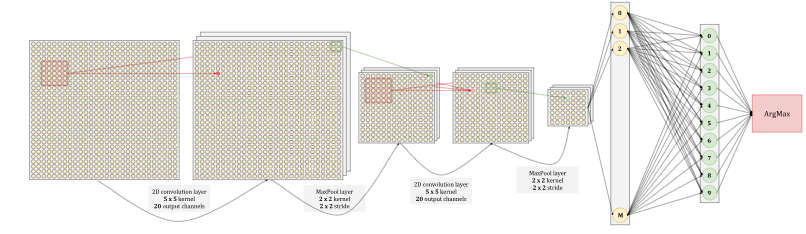 2D convolution layer
5 x 5 kernel
20 output channels
MaxPool layer
2 x 2 kernel
2 x 2 stride
2D convolution layer
5 x 5 kernel
20 output channels
MaxPool layer
2 x 2 kernel
2 x 2 stride
0
1
2
M
0
1
2
3
4
5
6
7
8
9
ArgMax